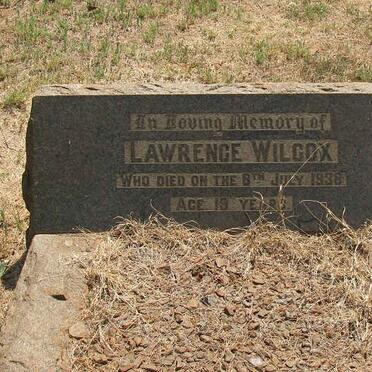 In Loving Memory of
LAWRENCE WILCOX
WHO DIED ON THE 8TH JULY 1936
AGE 19 YEARS